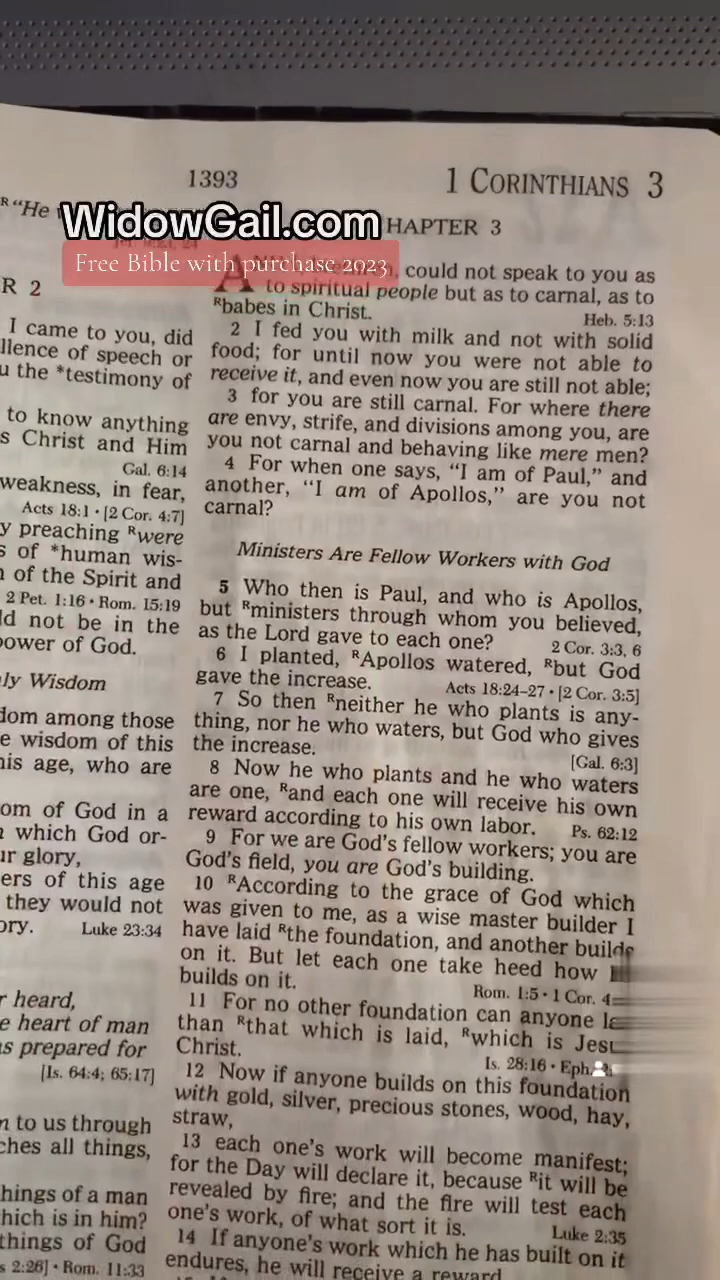 1393
1 CORINTHIANS 3
R "He
WidowGail.com
Free Bible with purchase 2023
R 2
I came to you, did
llence of speech or
u the *testimony of
to know anything
s Christ and Him
Gal. 6:14
weakness, in fear,
Acts 18:1 • [2 Cor. 4:7]
y preaching ᴿwere
s of *human wis-
n of the Spirit and
2 Pet. 1:16 • Rom. 15:19
ld not be in the
power of God.
ly Wisdom
dom among those
e wisdom of this
his age, who are
om of God in a
which God or-
ur glory,
ers of this age
they would not
ory. Luke 23:34
r heard,
e heart of man
s prepared for
[Is. 64:4; 65:17]
n to us through
ches all things,
hings of a man
hich is in him?
things of God
s 2:26] • Rom. 11:33
HAPTER 3
A , could not speak to you as
to spiritual people but as to carnal, as to
ᴿbabes in Christ. Heb. 5:13
2 I fed you with milk and not with solid
food; for until now you were not able to
receive it, and even now you are still not able;
3 for you are still carnal. For where there
are envy, strife, and divisions among you, are
you not carnal and behaving like mere men?
4 For when one says, "I am of Paul," and
another, "I am of Apollos," are you not
carnal?
Ministers Are Fellow Workers with God
5 Who then is Paul, and who is Apollos,
but ᴿministers through whom you believed,
as the Lord gave to each one? 2 Cor. 3:3, 6
6 I planted, ᴿApollos watered, ᴿbut God
gave the increase. Acts 18:24–27 • [2 Cor. 3:5]
7 So then ᴿneither he who plants is any-
thing, nor he who waters, but God who gives
the increase. [Gal. 6:3]
8 Now he who plants and he who waters
are one, ᴿand each one will receive his own
reward according to his own labor. Ps. 62:12
9 For we are God's fellow workers; you are
God's field, you are God's building.
10 ᴿAccording to the grace of God which
was given to me, as a wise master builder I
have laid ᴿthe foundation, and another builds
on it. But let each one take heed how
builds on it. Rom. 1:5 • 1 Cor. 4
11 For no other foundation can anyone
than ᴿthat which is laid, ᴿwhich is Jesu
Christ. Is. 28:16 • Eph.
12 Now if anyone builds on this foundation
with gold, silver, precious stones, wood, hay,
straw,
13 each one's work will become manifest;
for the Day will declare it, because ᴿit will be
revealed by fire; and the fire will test each
one's work, of what sort it is. Luke 2:35
14 If anyone's work which he has built on it
endures, he will receive a reward.